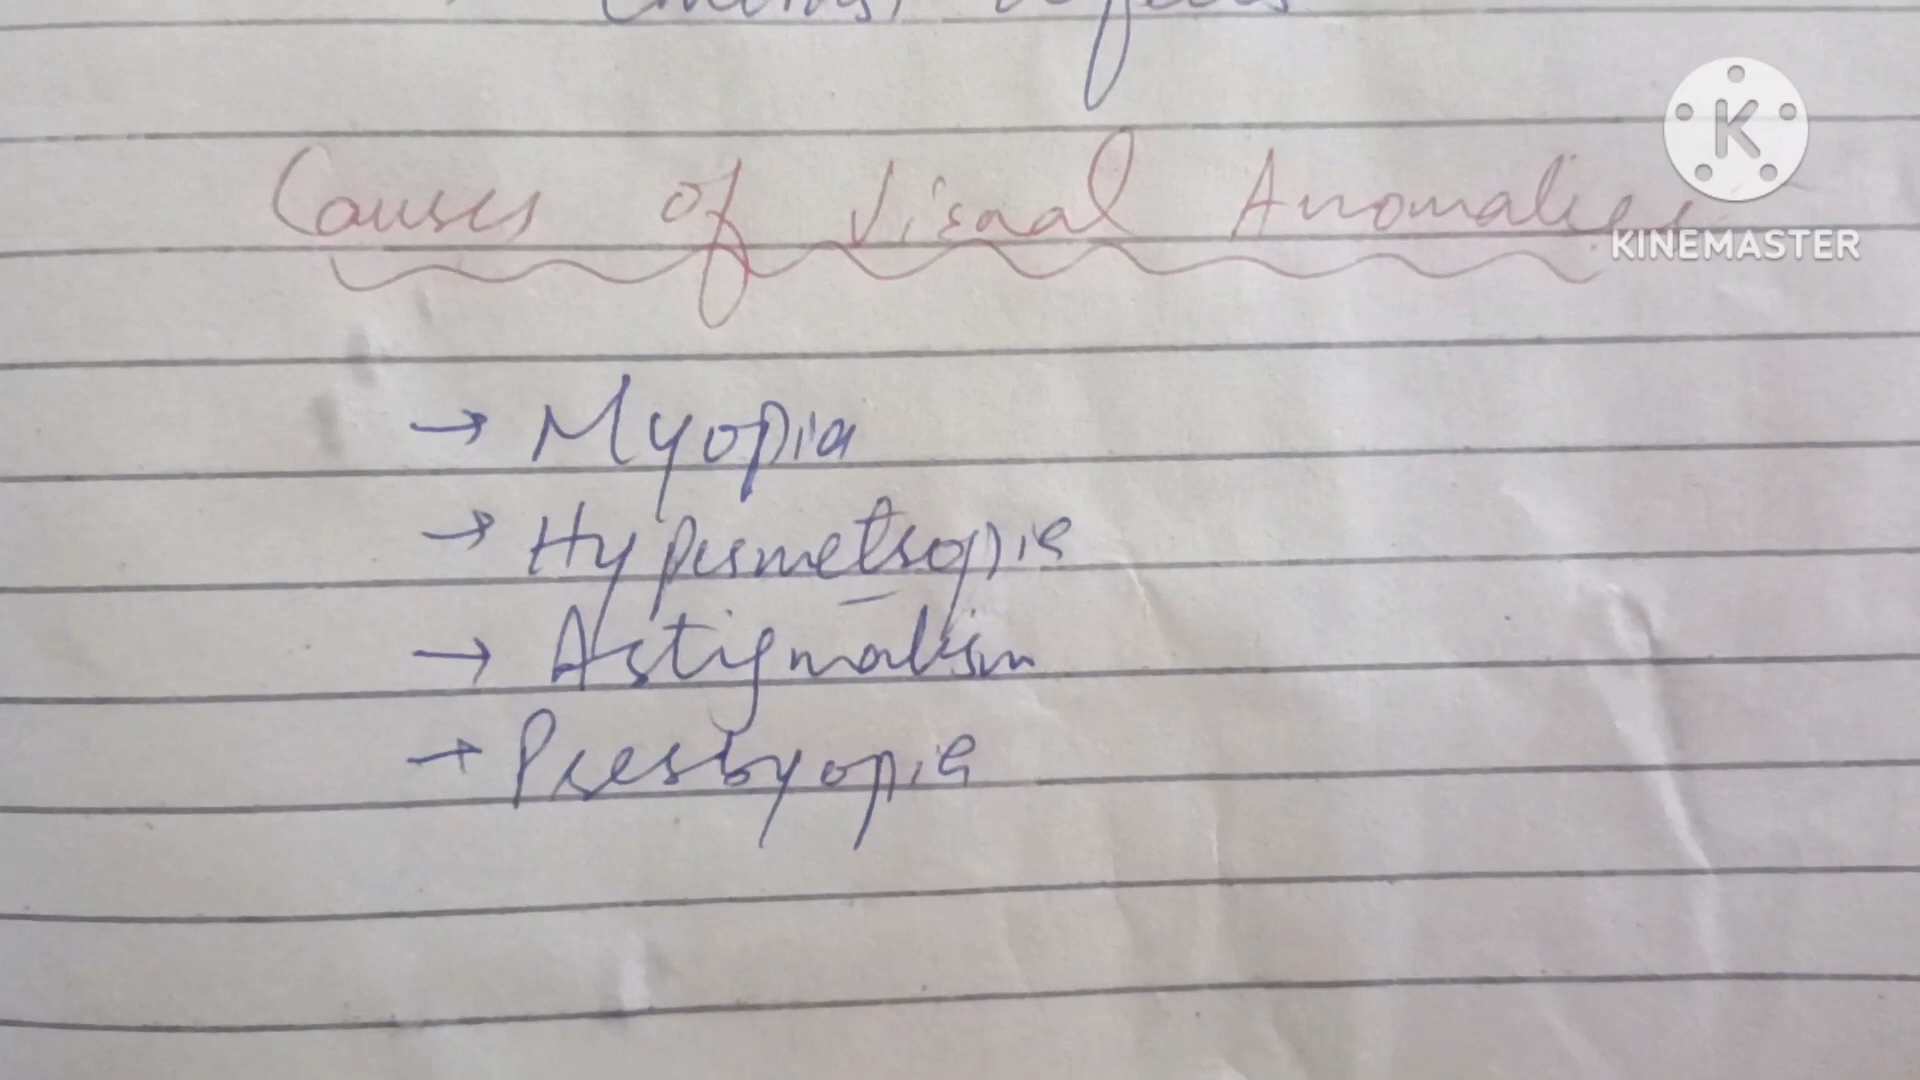 Causes of Visual Anomalies
→ Myopia
→ Hypermetropia
→ Astigmatism
→ Presbyopia
K
KINEMASTER